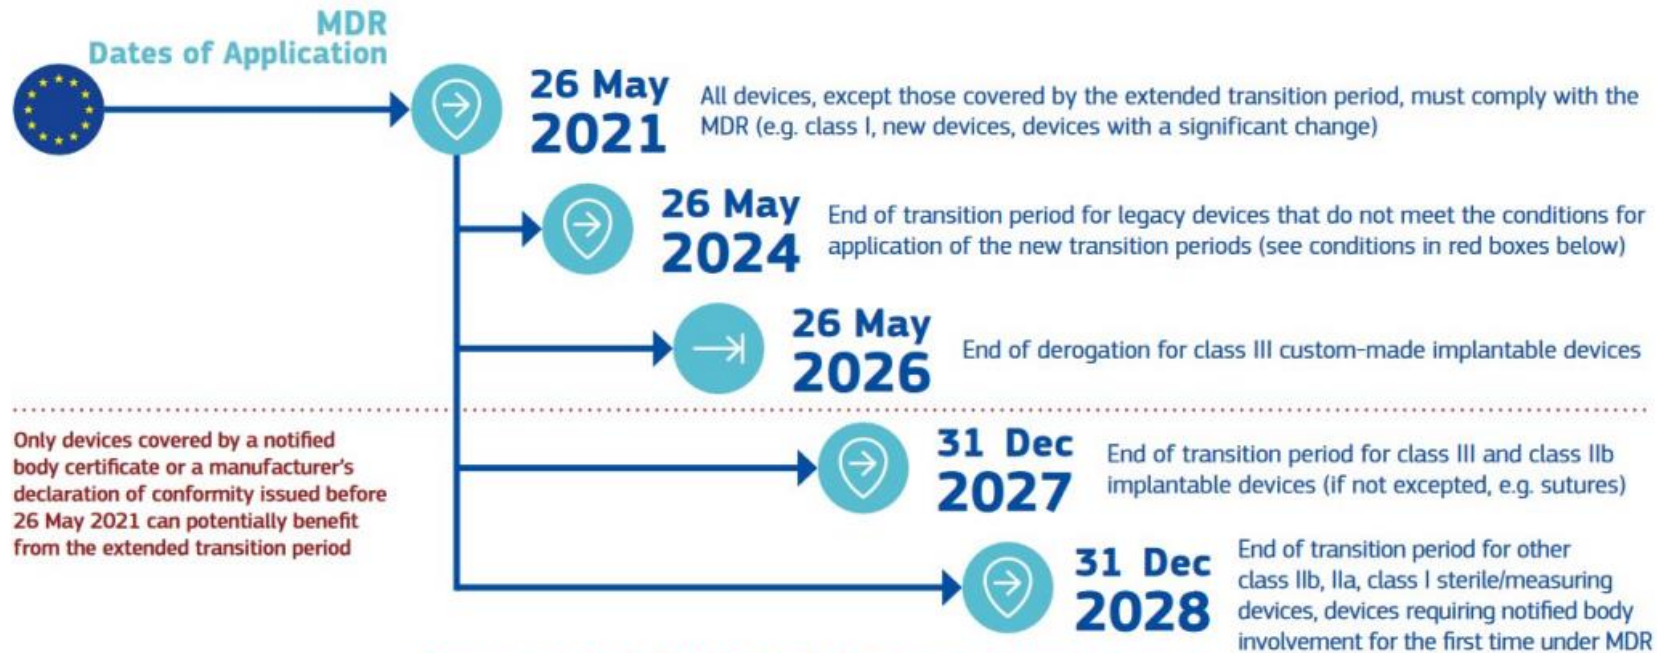 MDR
Dates of Application
26 May
2021
All devices, except those covered by the extended transition period, must comply with the
MDR (e.g. class I, new devices, devices with a significant change)
26 May
2024
End of transition period for legacy devices that do not meet the conditions for
application of the new transition periods (see conditions in red boxes below)
26 May
2026
End of derogation for class III custom-made implantable devices
Only devices covered by a notified
body certificate or a manufacturer's
declaration of conformity issued before
26 May 2021 can potentially benefit
from the extended transition period
31 Dec
2027
End of transition period for class III and class IIb
implantable devices (if not excepted, e.g. sutures)
31 Dec
2028
End of transition period for other
class IIb, IIa, class I sterile/measuring
devices, devices requiring notified body
involvement for the first time under MDR